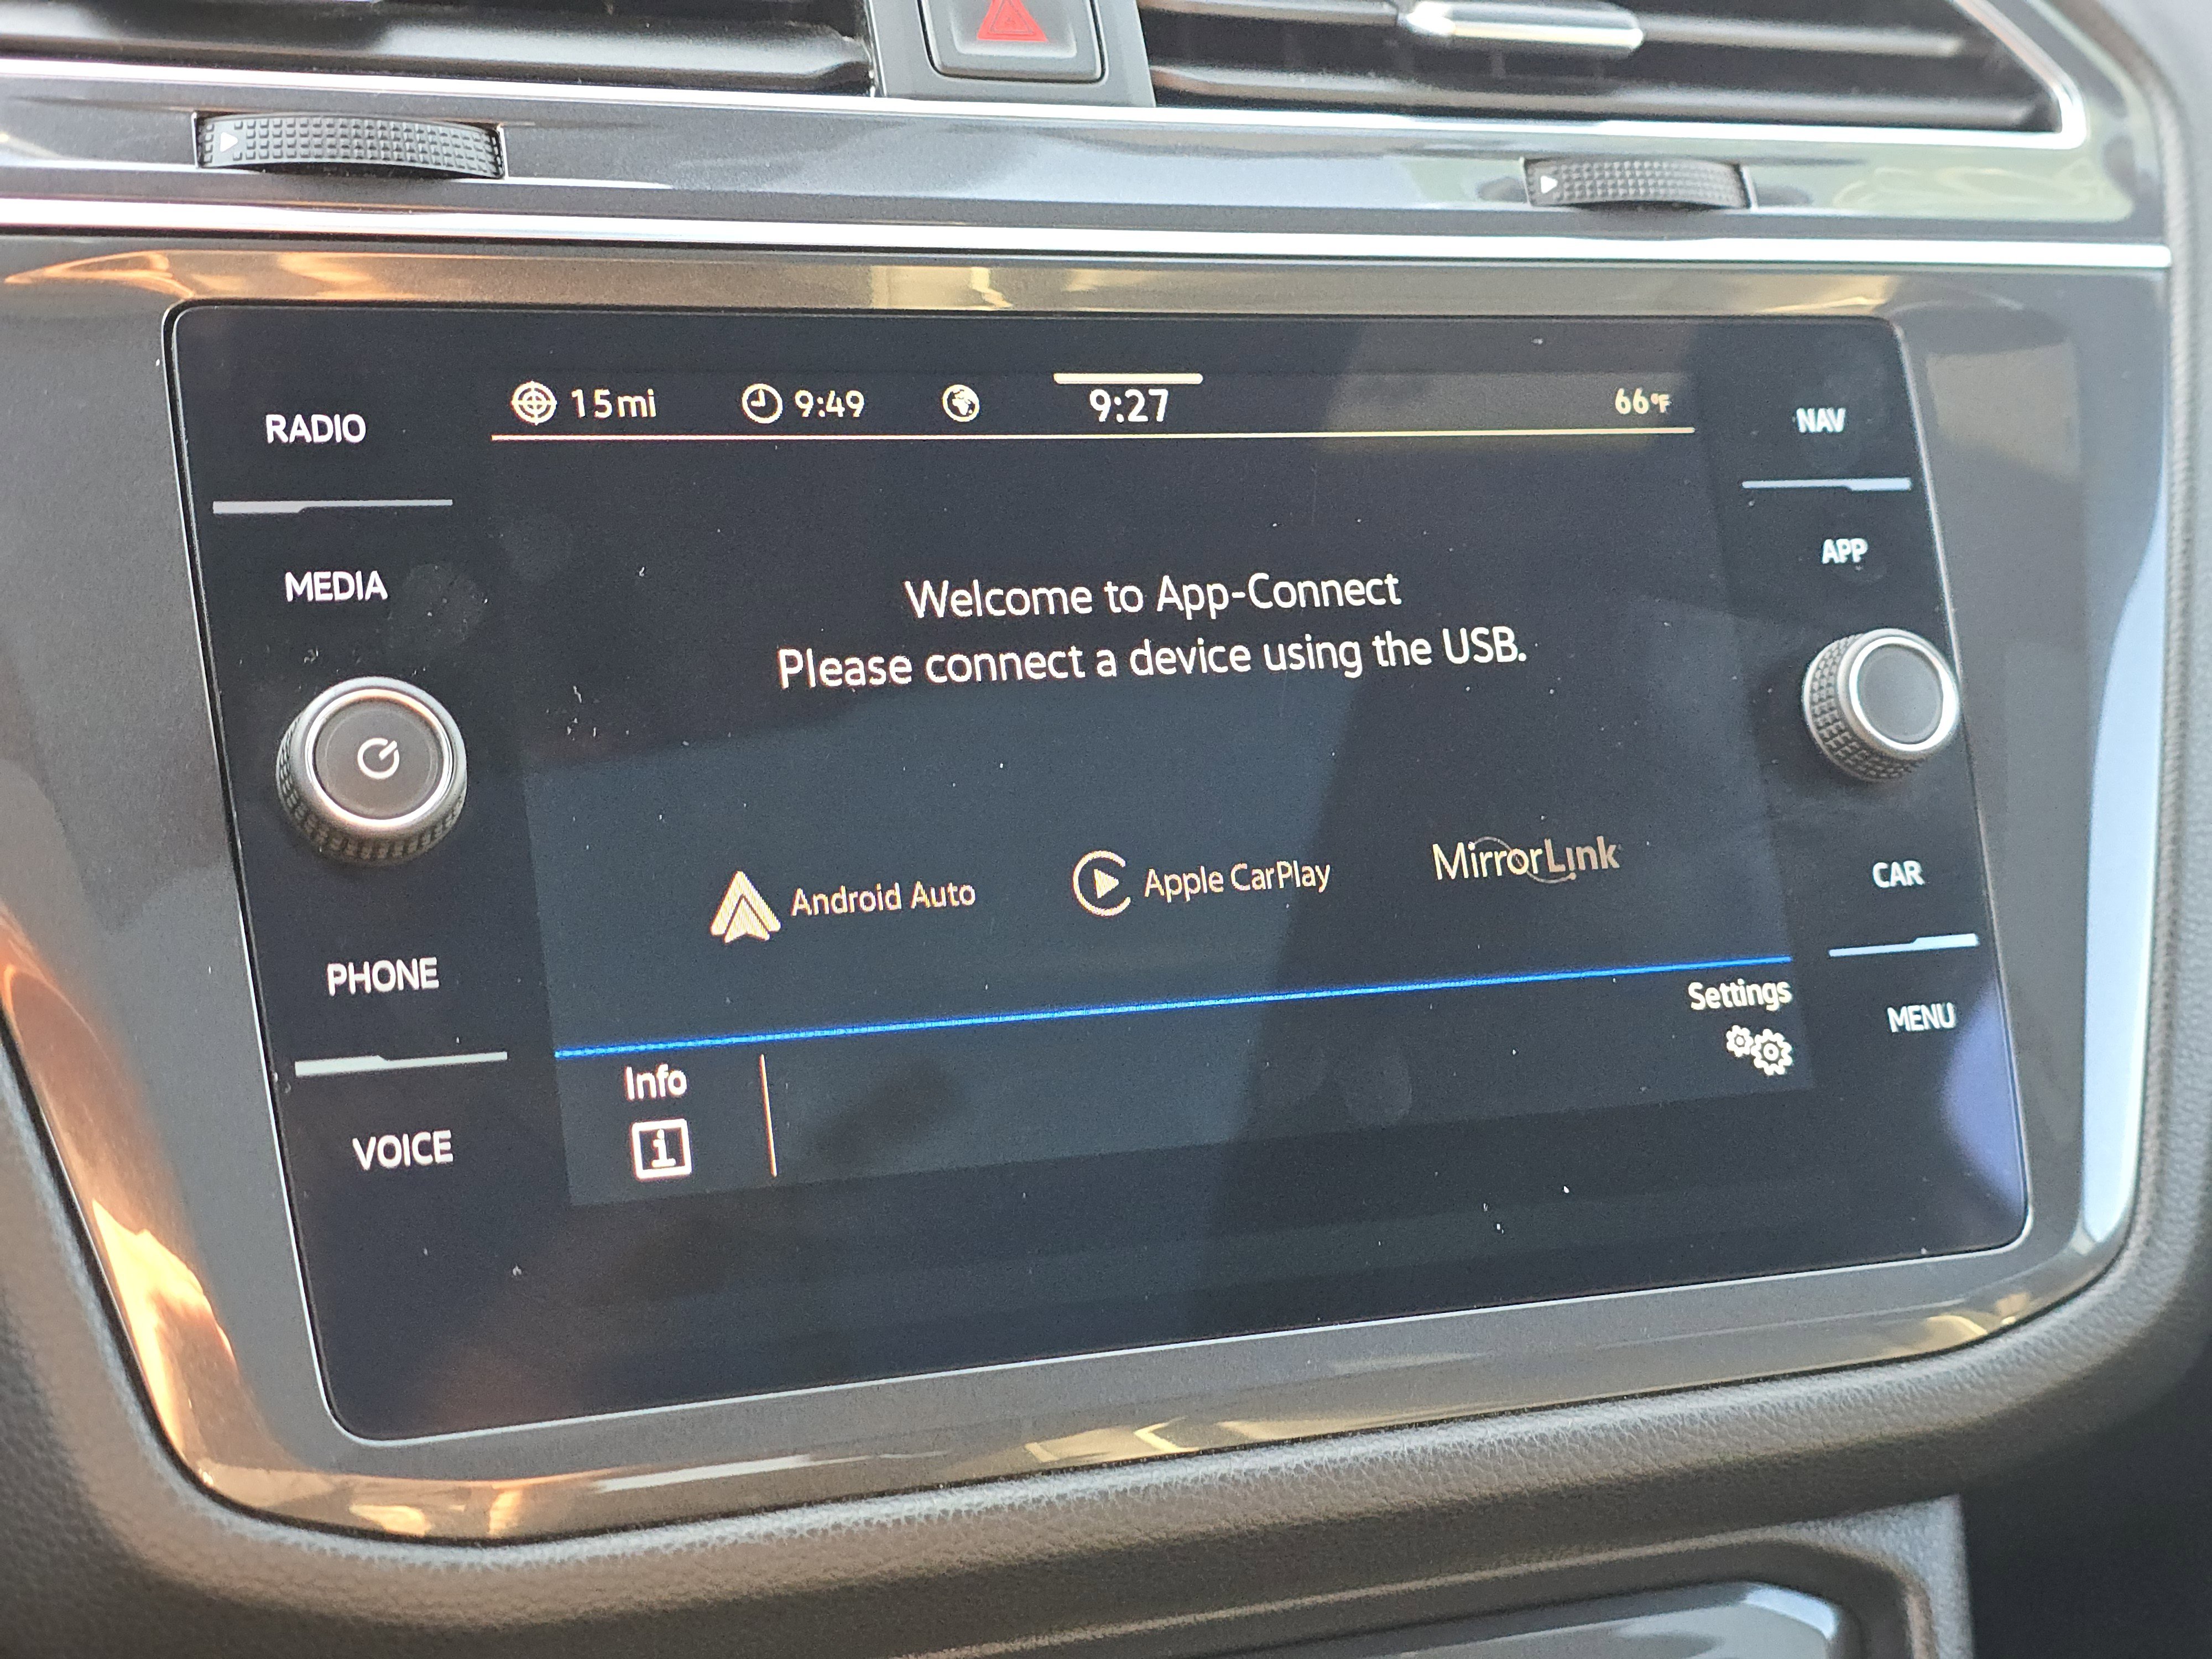 15mi 9:49 9:27 66°F
RADIO
MEDIA
PHONE
VOICE
Welcome to App-Connect
Please connect a device using the USB.
Android Auto
Apple CarPlay
MirrorLink
Info
Settings
NAV
APP
CAR
MENU